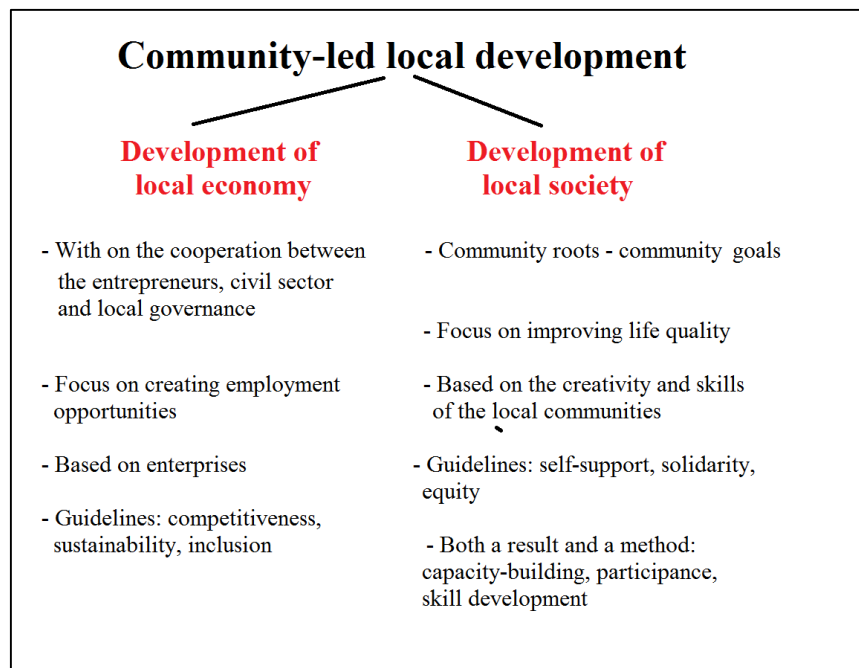 Community-led local development
Development of
local economy
- With on the cooperation between
the entrepreneurs, civil sector
and local governance
- Focus on creating employment
opportunities
- Based on enterprises
- Guidelines: competitiveness,
sustainability, inclusion
Development of
local society
- Community roots - community goals
- Focus on improving life quality
- Based on the creativity and skills
of the local communities
- Guidelines: self-support, solidarity,
equity
- Both a result and a method:
capacity-building, participance,
skill development